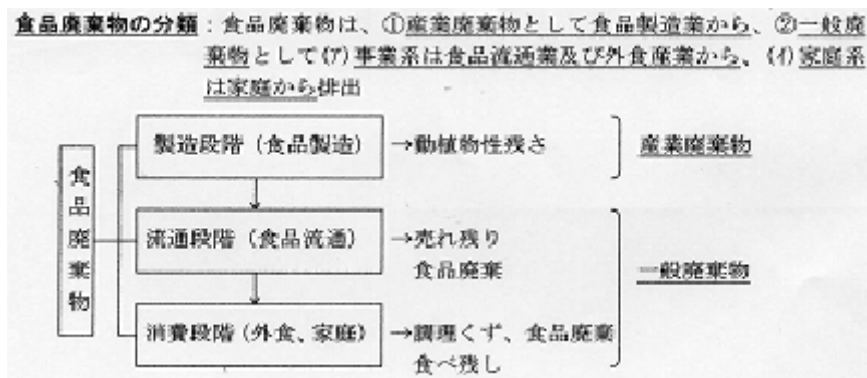 食品廃棄物の分類：食品廃棄物は、①産業廃棄物として食品製造業から、②一般廃
棄物として(ア)事業系は食品流通業及び外食産業から、(イ)家庭系
は家庭から排出
食品廃棄物
製造段階（食品製造）
→動植物性残さ
産業廃棄物
流通段階（食品流通）
→売れ残り
食品廃棄
一般廃棄物
消費段階（外食、家庭）
→調理くず、食品廃棄
食べ残し